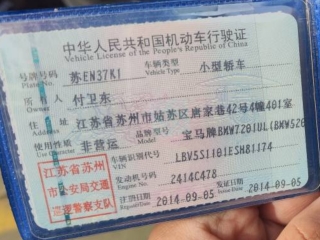 中华人民共和国机动车行驶证
Vehicle License of the People's Republic of China
号牌号码 苏EN37K1 车辆类型 小型轿车
Plate No. Vehicle Type
所有人 付卫东
Owner
住址 江苏省苏州市姑苏区唐家巷42号4幢401室
Address
使用性质 非营运 品牌型号 宝马牌BMW7201UL(BMW520
Use Character Model
江苏省苏州 车辆识别代号 LBV5S1101ESH81174
VIN
市公安局交通 发动机号码 2414C478
Engine No.
巡逻警察支队 注册日期 2014-09-05 发证日期 2014-09-05
Register Date Issue Date